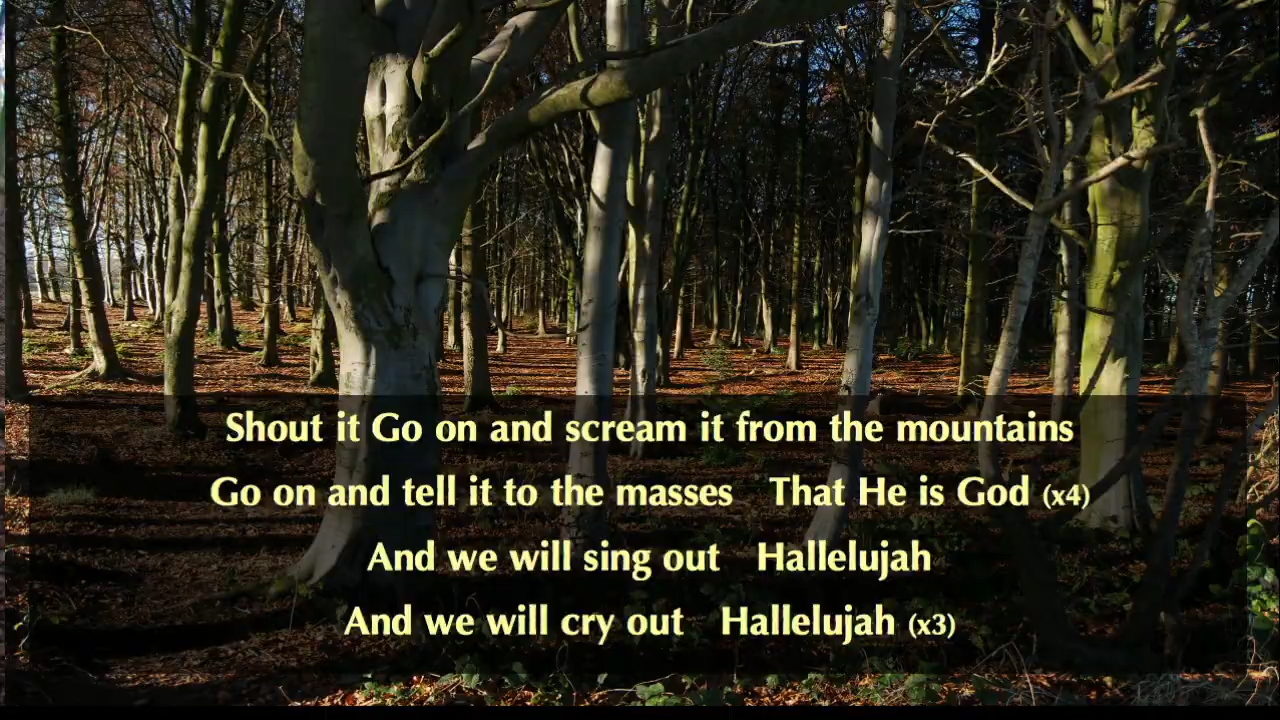 Shout it Go on and scream it from the mountains
Go on and tell it to the masses That He is God (x4)
And we will sing out Hallelujah
And we will cry out Hallelujah (x3)